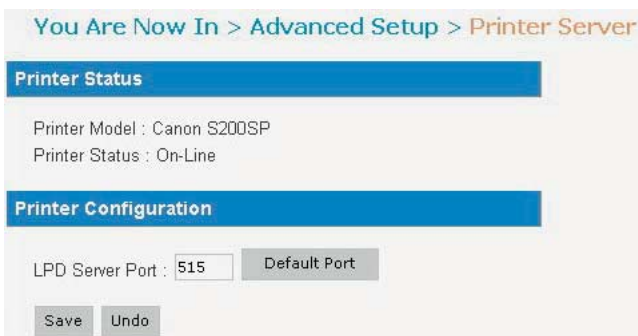 You Are Now In > Advanced Setup > Printer Server
Printer Status
Printer Model : Canon S200SP
Printer Status : On-Line
Printer Configuration
LPD Server Port : 515 Default Port
Save Undo